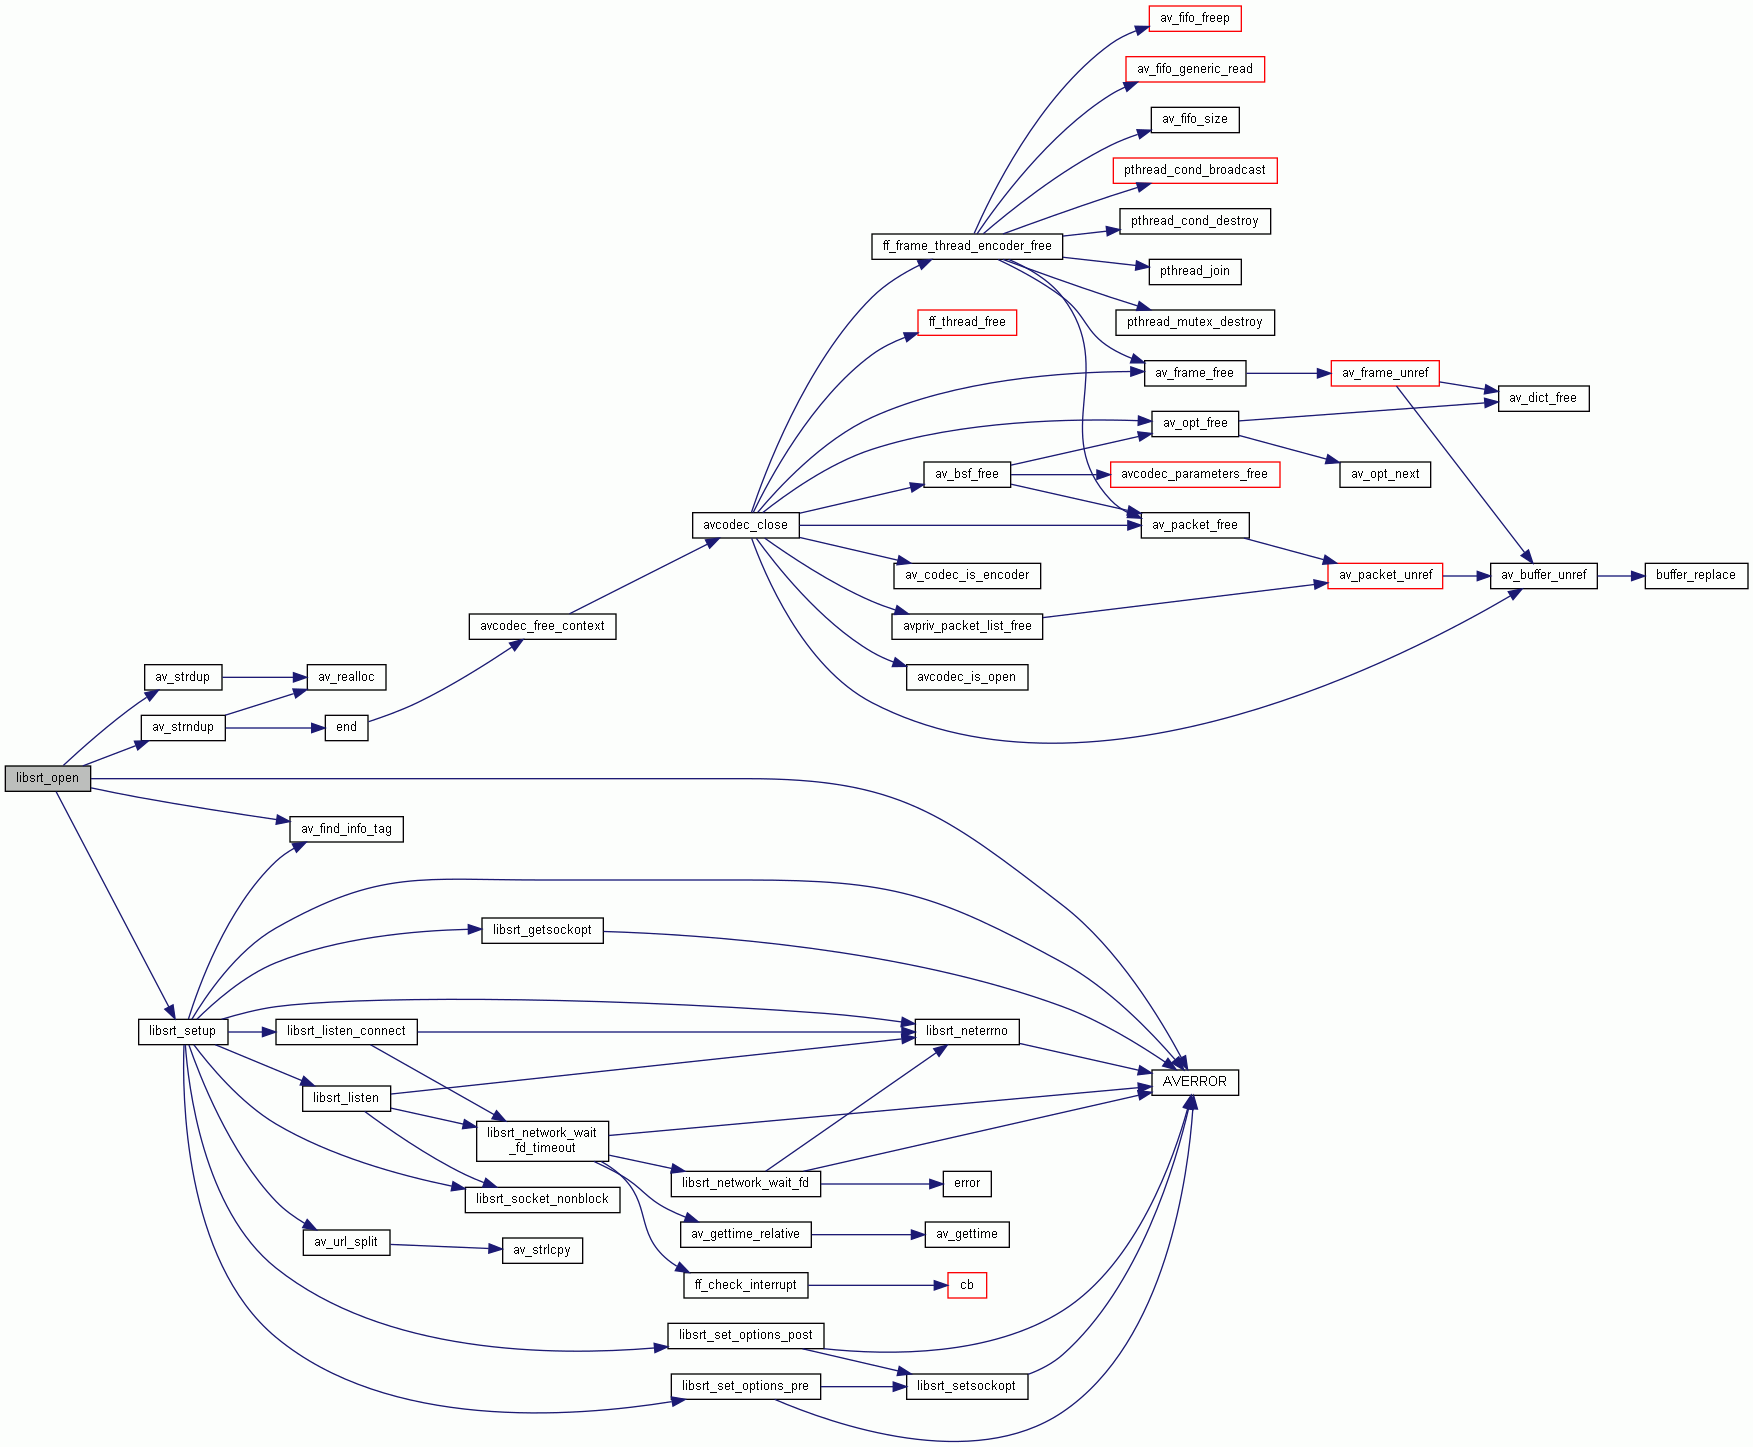 av_fifo_freep
av_fifo_generic_read
av_fifo_size
pthread_cond_broadcast
pthread_cond_destroy
ff_frame_thread_encoder_free
pthread_join
ff_thread_free
pthread_mutex_destroy
av_frame_free
av_frame_unref
av_dict_free
av_opt_free
av_bsf_free
avcodec_parameters_free
av_opt_next
avcodec_close
av_packet_free
av_codec_is_encoder
av_packet_unref
av_buffer_unref
buffer_replace
avcodec_free_context
avpriv_packet_list_free
av_strdup
av_realloc
avcodec_is_open
av_strndup
end
libsrt_open
av_find_info_tag
libsrt_getsockopt
libsrt_setup
libsrt_listen_connect
libsrt_neterrno
AVERROR
libsrt_listen
libsrt_network_wait
_fd_timeout
libsrt_network_wait_fd
error
libsrt_socket_nonblock
av_gettime_relative
av_gettime
av_url_split
av_strlcpy
ff_check_interrupt
cb
libsrt_set_options_post
libsrt_set_options_pre
libsrt_setsockopt